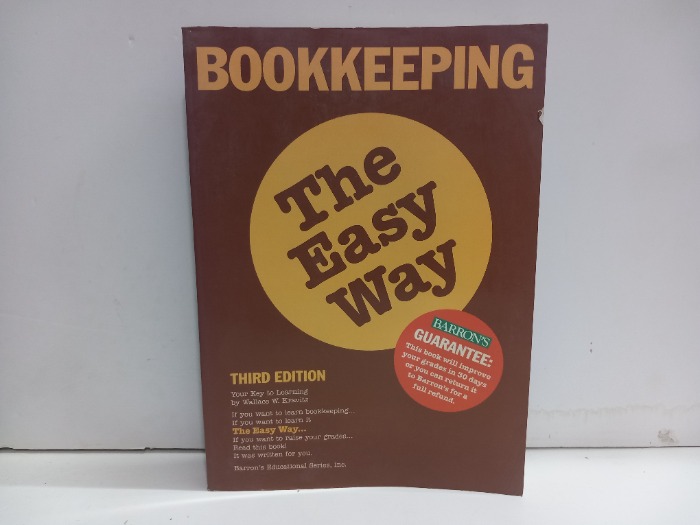 BOOKKEEPING
The
Easy
Way
BARRON'S
GUARANTEE:
This book will improve
your grades in 30 days
or you can return it
to Barron's for a
full refund.
THIRD EDITION
Your Key to Learning
by Wallace W. Kravitz
If you want to learn bookkeeping...
If you want to learn it
The Easy Way...
If you want to raise your grades...
Read this book!
It was written for you.
Barron's Educational Series, Inc.